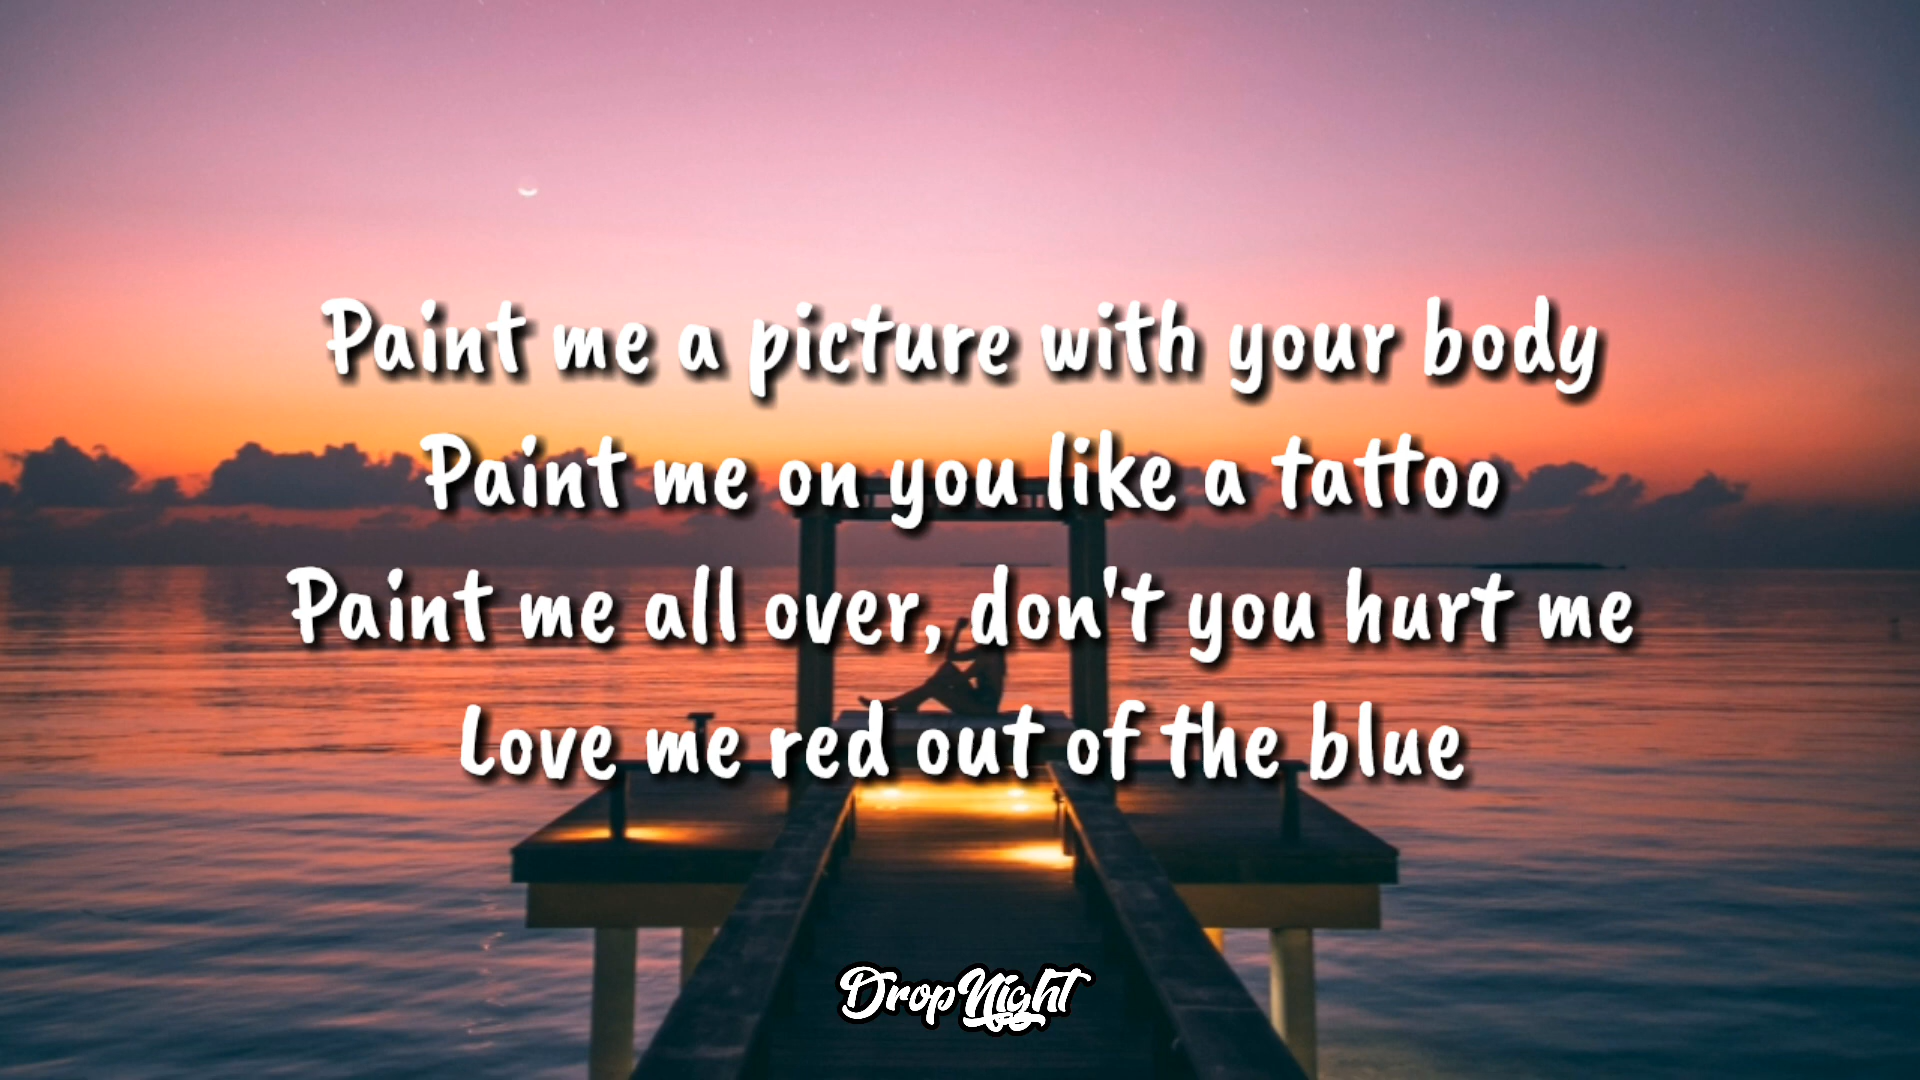 Paint me a picture with your body
Paint me on you like a tattoo
Paint me all over, don't you hurt me
Love me red out of the blue
DropNight